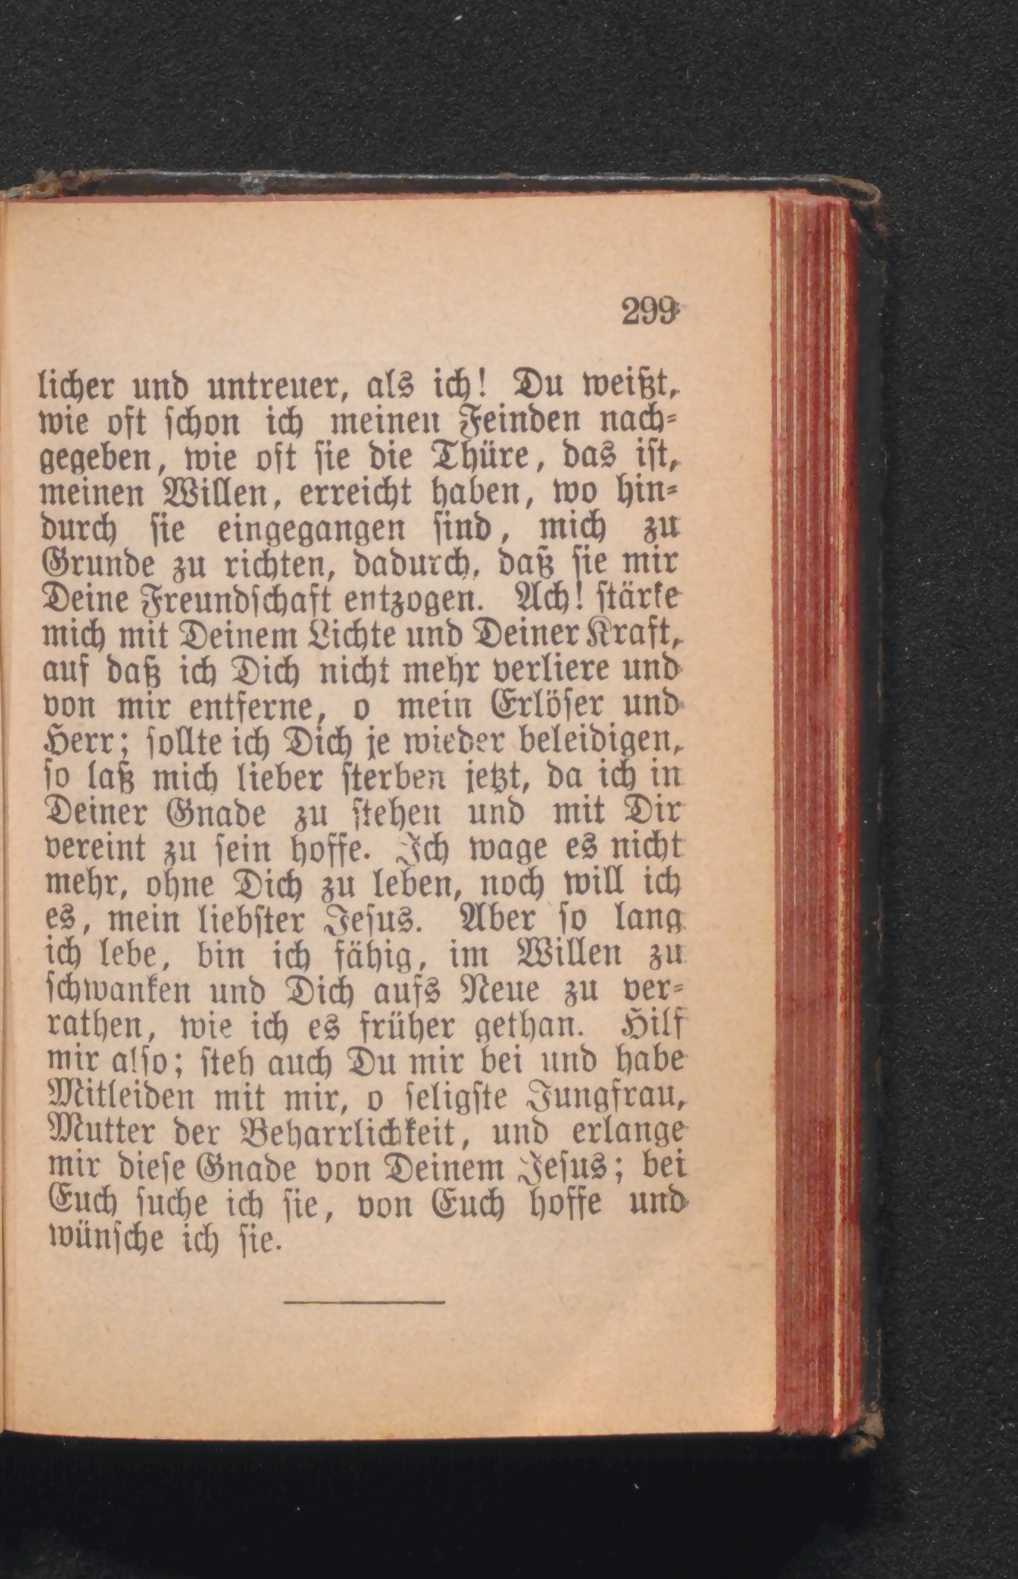 299
licher und untreuer, als ich! Du weißt,
wie oft schon ich meinen Feinden nach-
gegeben, wie oft sie die Thüre, das ist,
meinen Willen, erreicht haben, wo hin-
durch sie eingegangen sind, mich zu
Grunde zu richten, dadurch, daß sie mir
Deine Freundschaft entzogen. Ach! stärke
mich mit Deinem Lichte und Deiner Kraft,
auf daß ich Dich nicht mehr verliere und
von mir entferne, o mein Erlöser und
Herr; sollte ich Dich je wieder beleidigen,
so laß mich lieber sterben jetzt, da ich in
Deiner Gnade zu stehen und mit Dir
vereint zu sein hoffe. Ich wage es nicht
mehr, ohne Dich zu leben, noch will ich
es, mein liebster Jesus. Aber so lang
ich lebe, bin ich fähig, im Willen zu
schwanken und Dich aufs Neue zu ver-
rathen, wie ich es früher gethan. Hilf
mir also; steh auch Du mir bei und habe
Mitleiden mit mir, o seligste Jungfrau,
Mutter der Beharrlichkeit, und erlange
mir diese Gnade von Deinem Jesus; bei
Euch suche ich sie, von Euch hoffe und
wünsche ich sie.